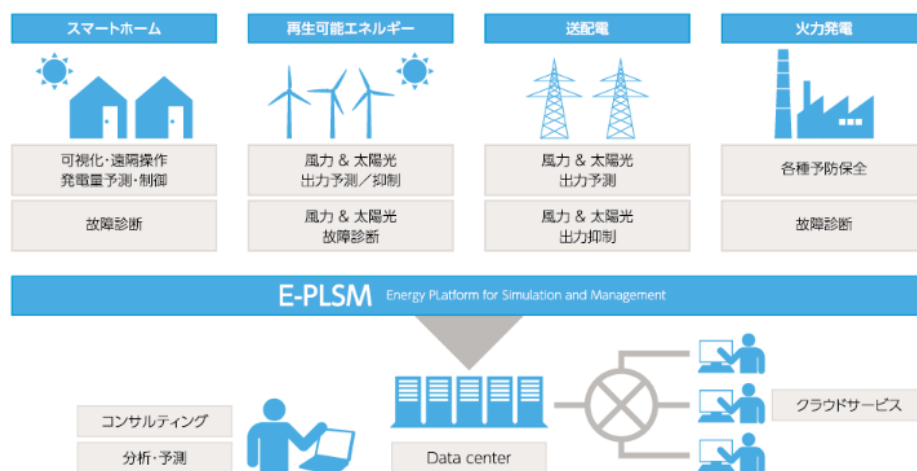 スマートホーム
再生可能エネルギー
送配電
火力発電
可視化・遠隔操作
発電量予測・制御
風力 & 太陽光
出力予測／抑制
風力 & 太陽光
出力予測
各種予防保全
故障診断
風力 & 太陽光
故障診断
風力 & 太陽光
出力抑制
故障診断
E-PLSM Energy PLatform for Simulation and Management
コンサルティング
分析・予測
Data center
クラウドサービス